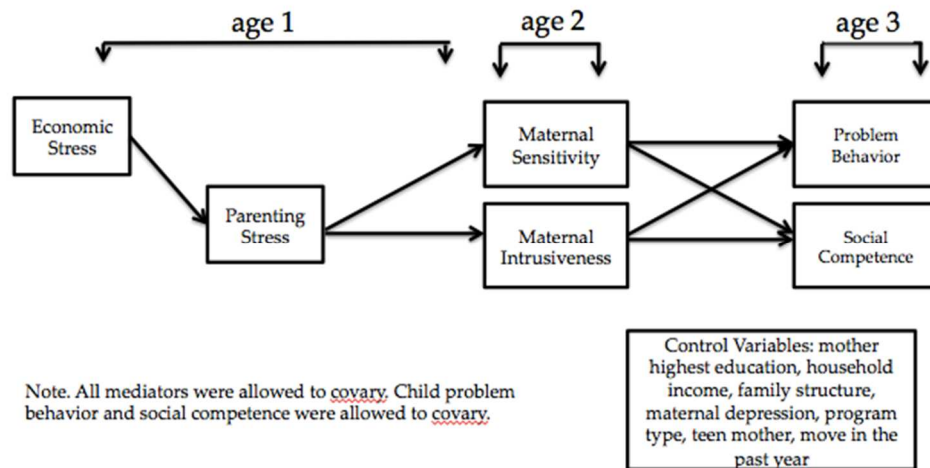 age 1
age 2
age 3
Economic
Stress
Parenting
Stress
Maternal
Sensitivity
Maternal
Intrusiveness
Problem
Behavior
Social
Competence
Note. All mediators were allowed to covary. Child problem
behavior and social competence were allowed to covary.
Control Variables: mother
highest education, household
income, family structure,
maternal depression, program
type, teen mother, move in the
past year